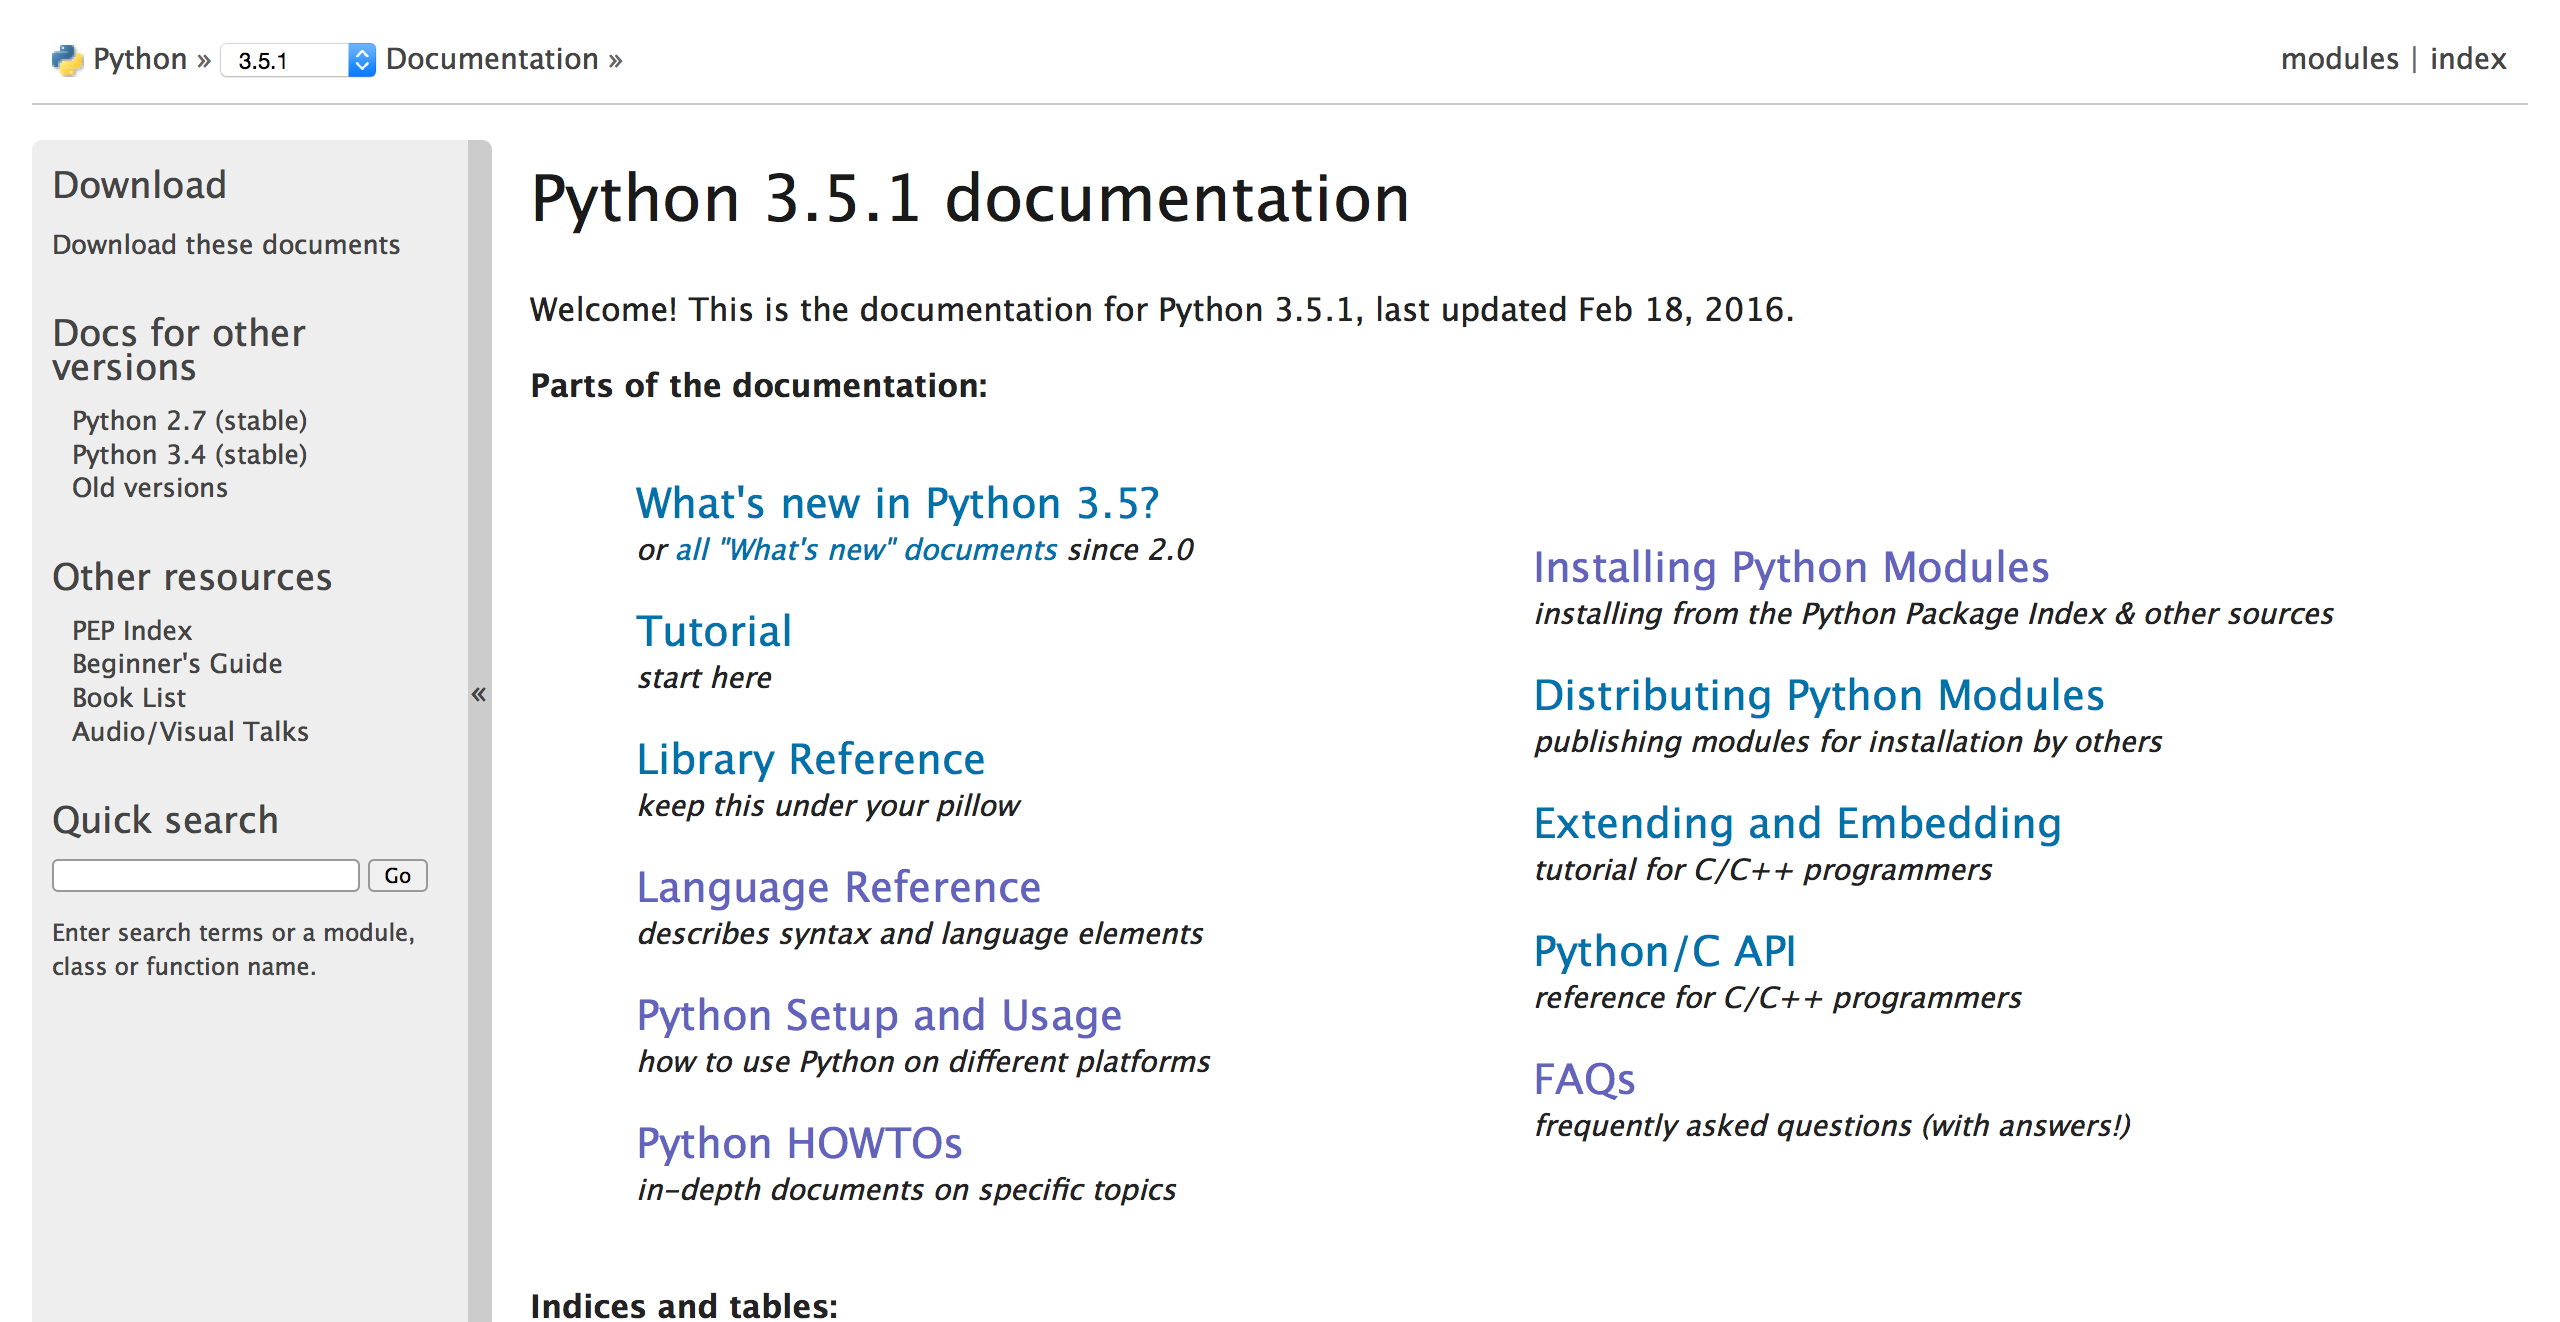 Python » 3.5.1 Documentation »
modules | index
Download
Download these documents
Docs for other
versions
Python 2.7 (stable)
Python 3.4 (stable)
Old versions
Other resources
PEP Index
Beginner's Guide
Book List
Audio/Visual Talks
Quick search
Go
Enter search terms or a module,
class or function name.
«
Python 3.5.1 documentation
Welcome! This is the documentation for Python 3.5.1, last updated Feb 18, 2016.
Parts of the documentation:
What's new in Python 3.5?
or all "What's new" documents since 2.0
Tutorial
start here
Library Reference
keep this under your pillow
Language Reference
describes syntax and language elements
Python Setup and Usage
how to use Python on different platforms
Python HOWTOs
in-depth documents on specific topics
Installing Python Modules
installing from the Python Package Index & other sources
Distributing Python Modules
publishing modules for installation by others
Extending and Embedding
tutorial for C/C++ programmers
Python/C API
reference for C/C++ programmers
FAQs
frequently asked questions (with answers!)
Indices and tables: